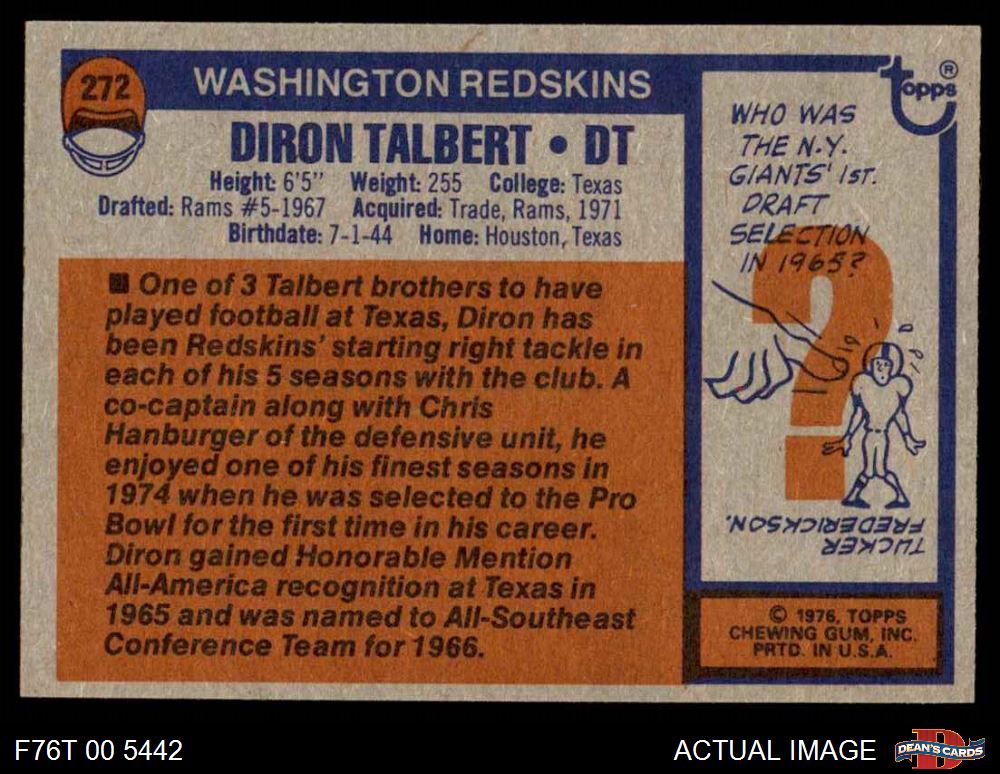 272
WASHINGTON REDSKINS
DIRON TALBERT • DT
Height: 6'5" Weight: 255 College: Texas
Drafted: Rams #5-1967 Acquired: Trade, Rams, 1971
Birthdate: 7-1-44 Home: Houston, Texas
■ One of 3 Talbert brothers to have
played football at Texas, Diron has
been Redskins' starting right tackle in
each of his 5 seasons with the club. A
co-captain along with Chris
Hanburger of the defensive unit, he
enjoyed one of his finest seasons in
1974 when he was selected to the Pro
Bowl for the first time in his career.
Diron gained Honorable Mention
All-America recognition at Texas in
1965 and was named to All-Southeast
Conference Team for 1966.
topps®
WHO WAS
THE N.Y.
GIANTS' 1ST.
DRAFT
SELECTION
IN 1965?
?
TUCKER
FREDERICKSON.
© 1976, TOPPS
CHEWING GUM, INC.
PRTD. IN U.S.A.
F76T 00 5442
ACTUAL IMAGE
D
DEAN'S CARDS